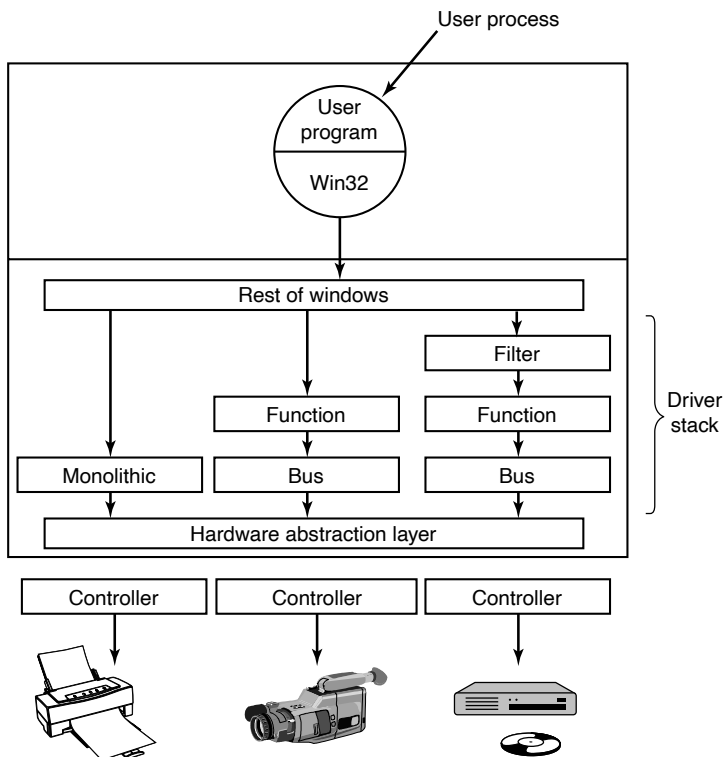 User process
User
program
Win32
Rest of windows
Filter
Function
Function
Driver
stack
Monolithic
Bus
Bus
Hardware abstraction layer
Controller
Controller
Controller